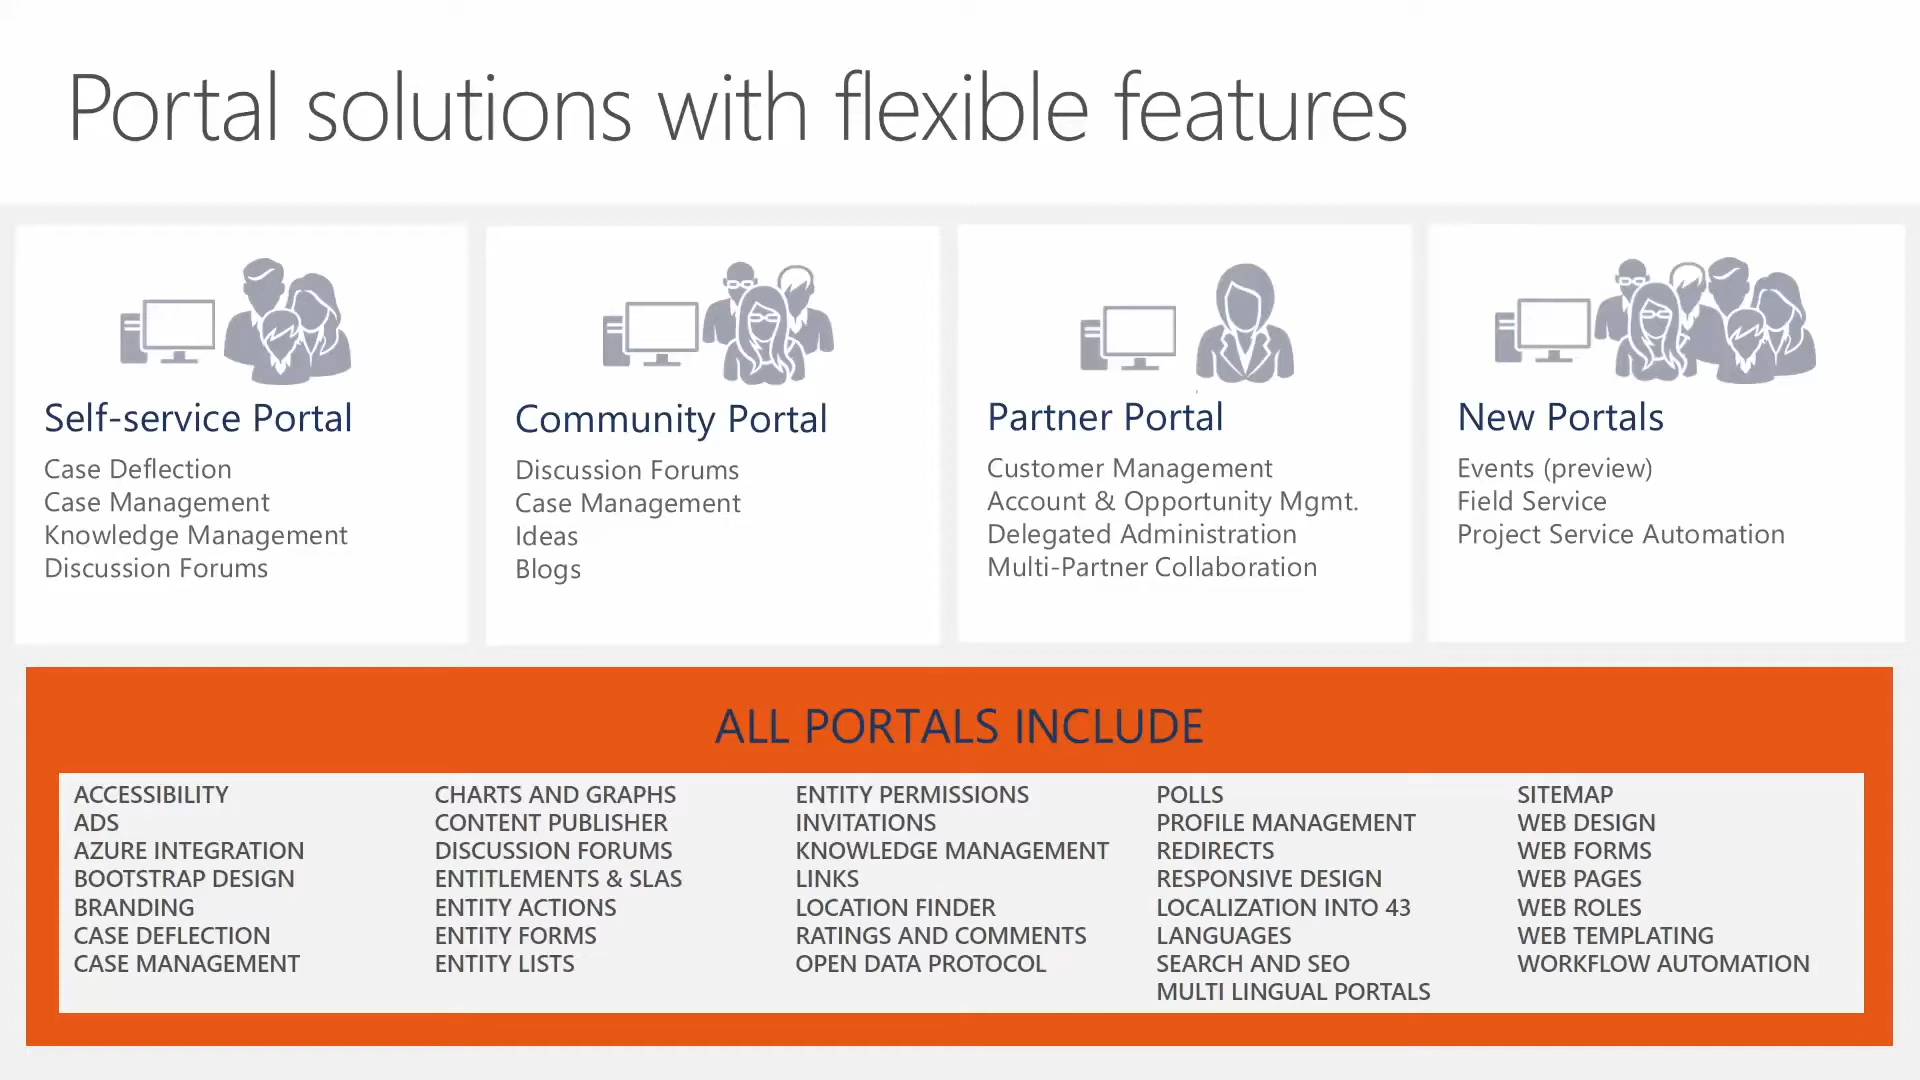 Portal solutions with flexible features
Self-service Portal
Case Deflection
Case Management
Knowledge Management
Discussion Forums
Community Portal
Discussion Forums
Case Management
Ideas
Blogs
Partner Portal
Customer Management
Account & Opportunity Mgmt.
Delegated Administration
Multi-Partner Collaboration
New Portals
Events (preview)
Field Service
Project Service Automation
ALL PORTALS INCLUDE
ACCESSIBILITY
ADS
AZURE INTEGRATION
BOOTSTRAP DESIGN
BRANDING
CASE DEFLECTION
CASE MANAGEMENT
CHARTS AND GRAPHS
CONTENT PUBLISHER
DISCUSSION FORUMS
ENTITLEMENTS & SLAS
ENTITY ACTIONS
ENTITY FORMS
ENTITY LISTS
ENTITY PERMISSIONS
INVITATIONS
KNOWLEDGE MANAGEMENT
LINKS
LOCATION FINDER
RATINGS AND COMMENTS
OPEN DATA PROTOCOL
POLLS
PROFILE MANAGEMENT
REDIRECTS
RESPONSIVE DESIGN
LOCALIZATION INTO 43
LANGUAGES
SEARCH AND SEO
MULTI LINGUAL PORTALS
SITEMAP
WEB DESIGN
WEB FORMS
WEB PAGES
WEB ROLES
WEB TEMPLATING
WORKFLOW AUTOMATION